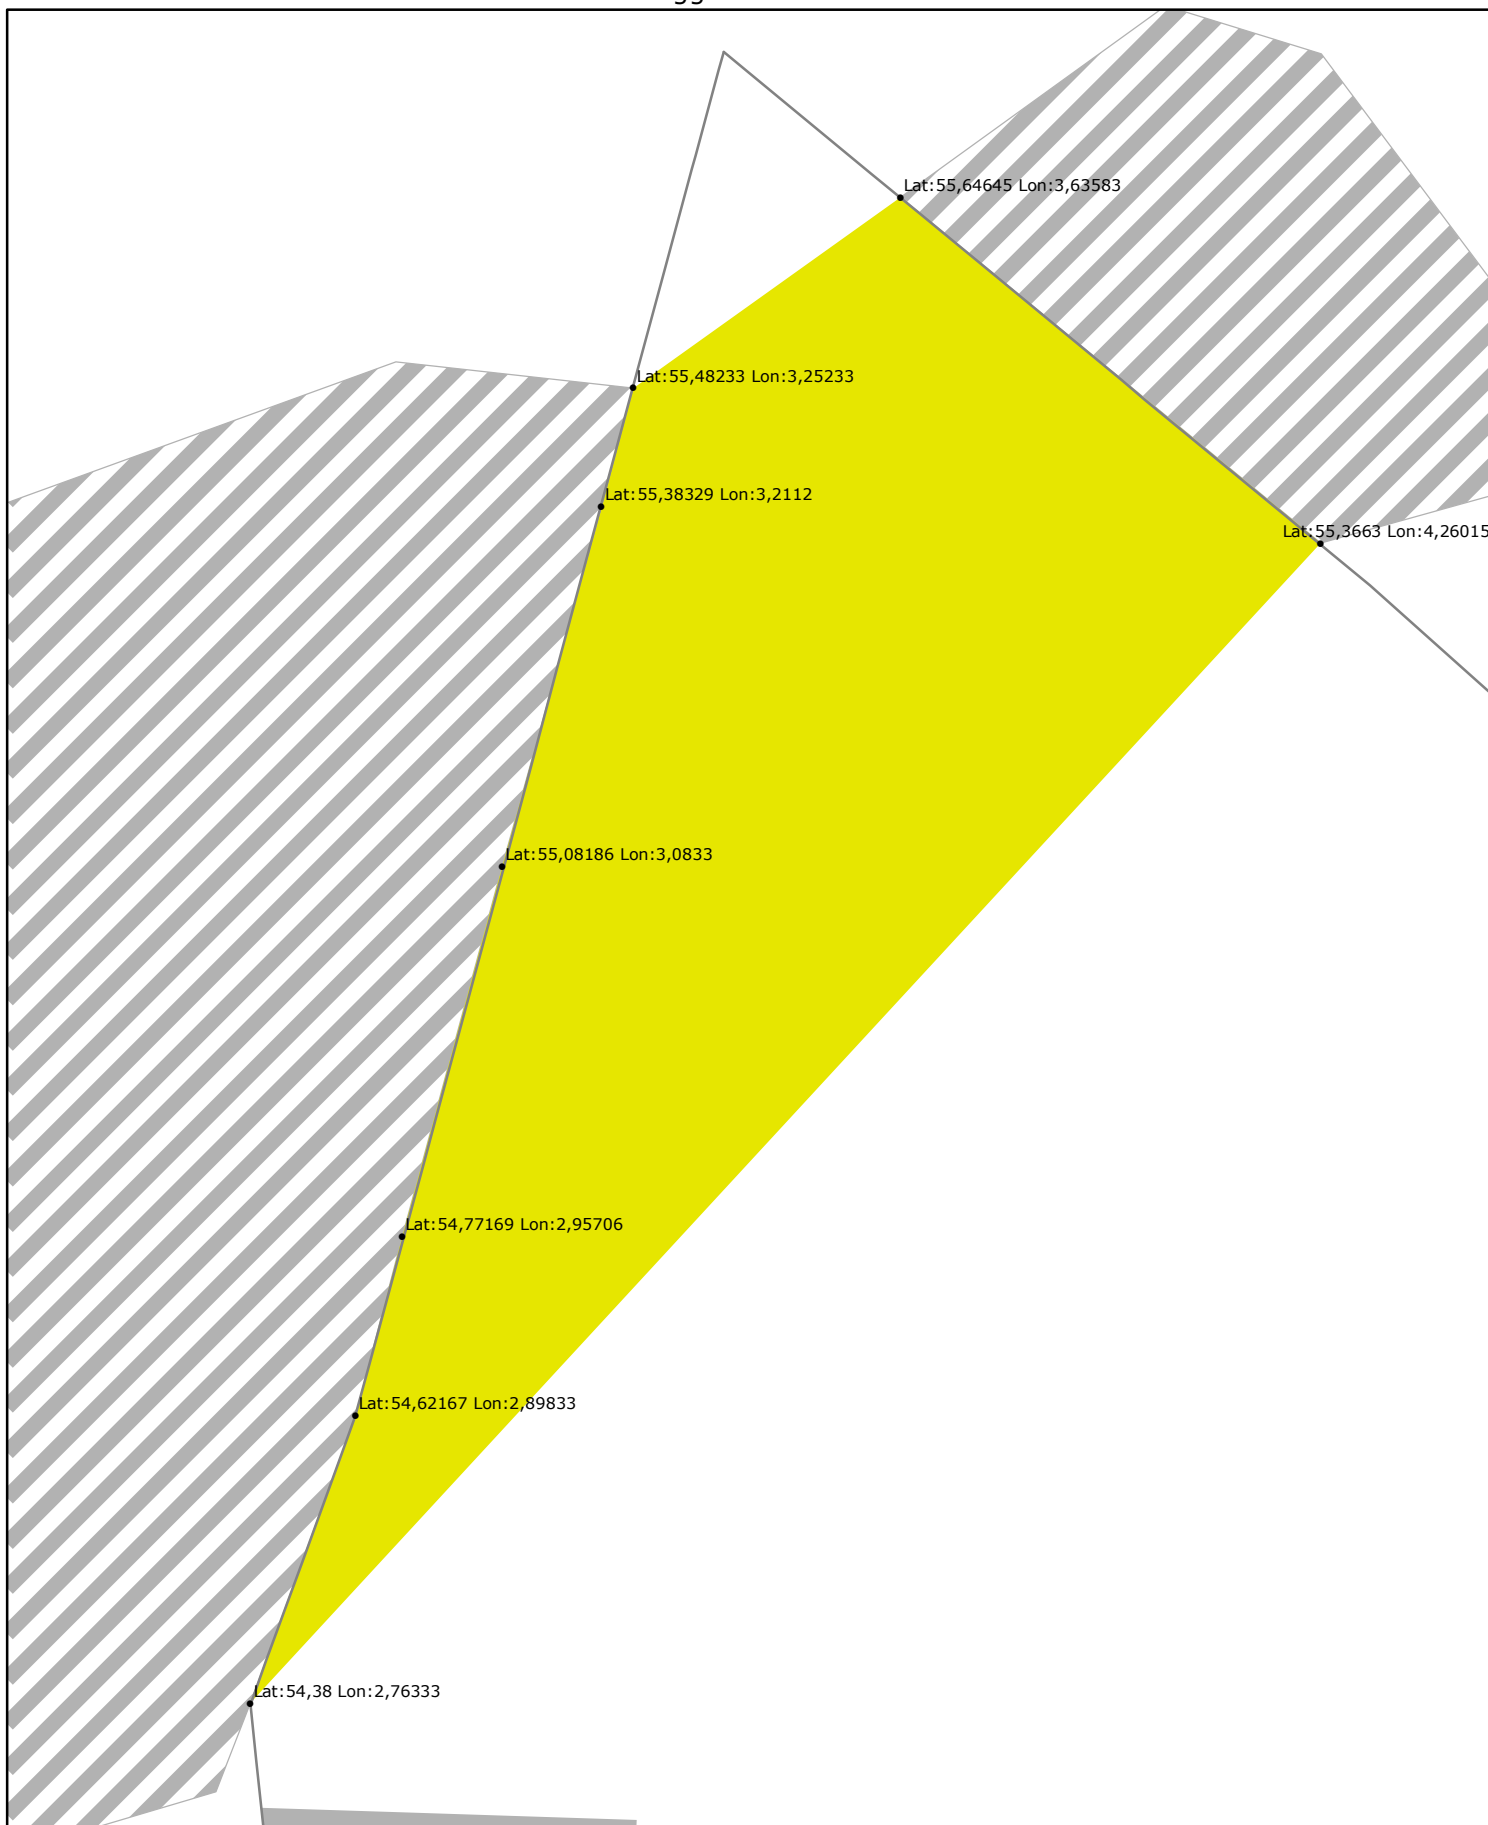 Lat:55,64645 Lon:3,63583
Lat:55,48233 Lon:3,25233
Lat:55,38329 Lon:3,2112
Lat:55,3663 Lon:4,26015
Lat:55,08186 Lon:3,0833
Lat:54,77169 Lon:2,95706
Lat:54,62167 Lon:2,89833
Lat:54,38 Lon:2,76333